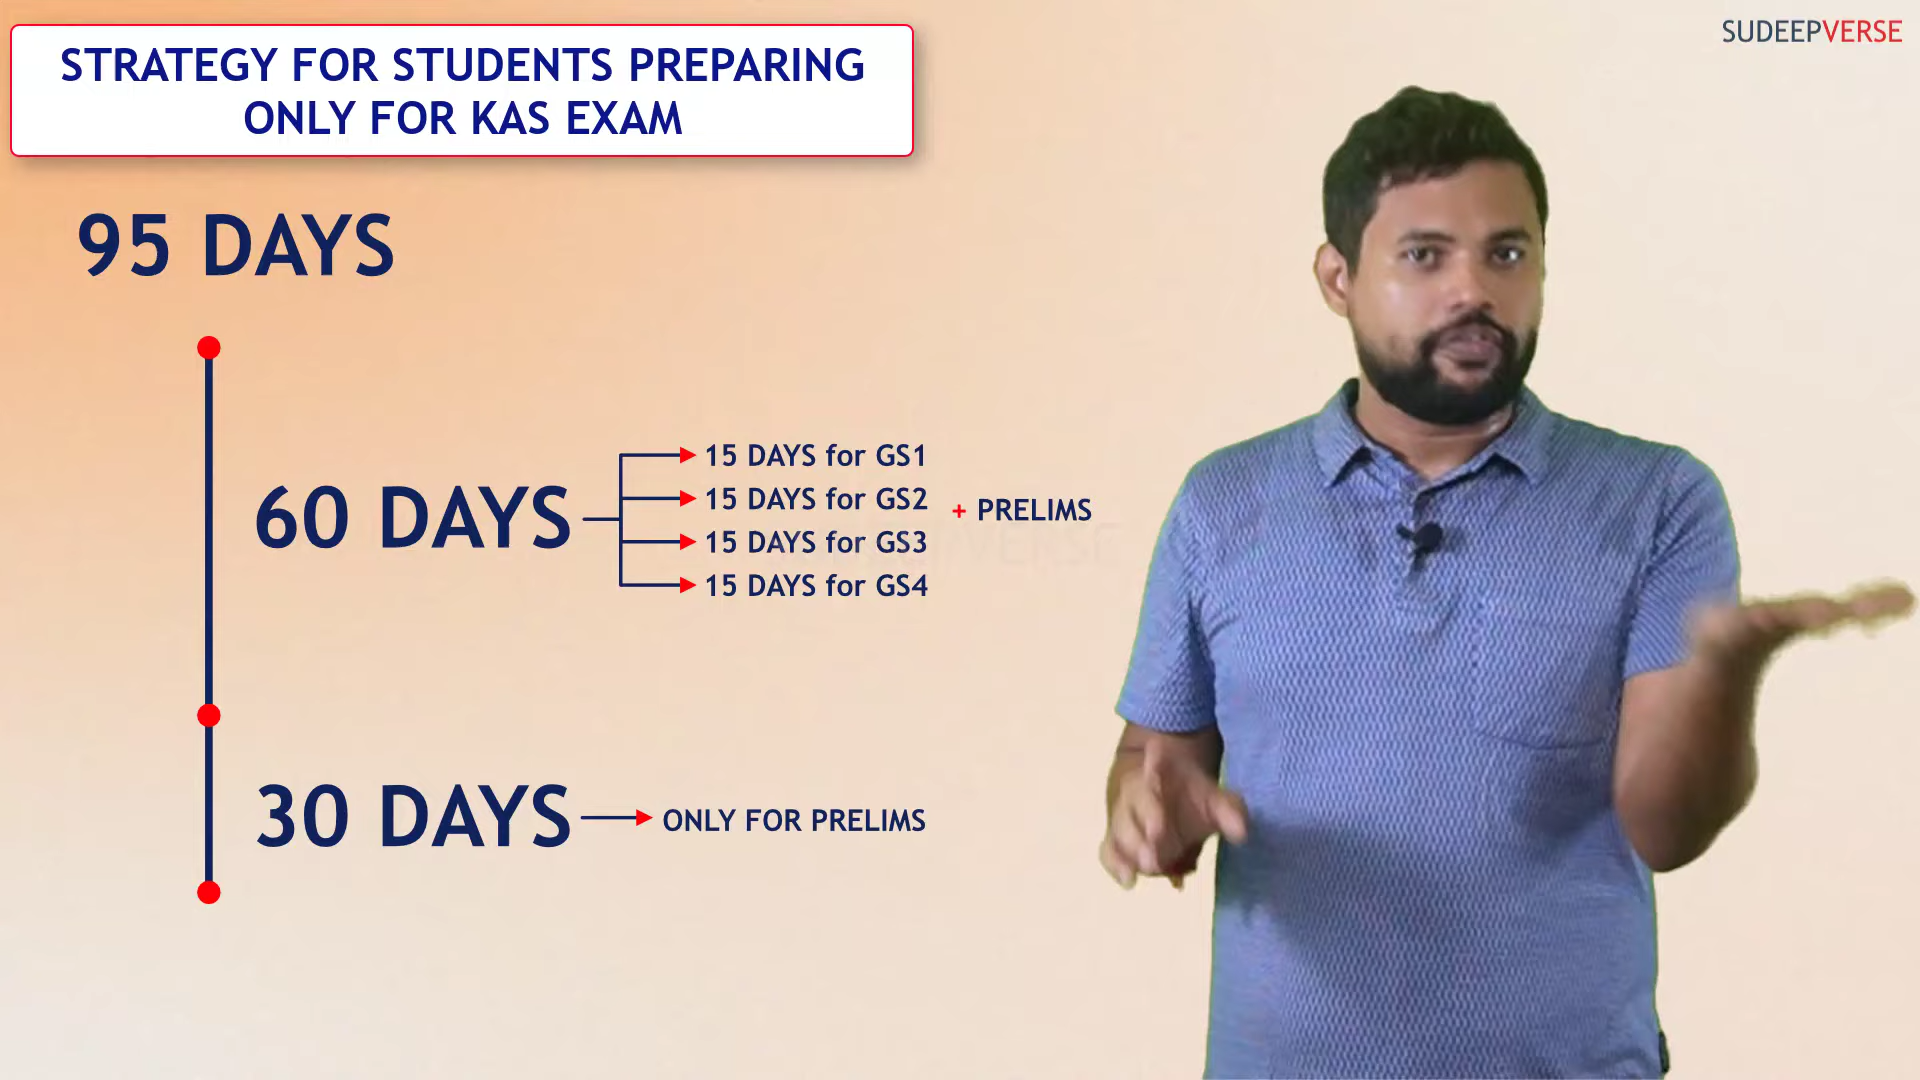 STRATEGY FOR STUDENTS PREPARING
ONLY FOR KAS EXAM
SUDEEPVERSE
95 DAYS
60 DAYS
15 DAYS for GS1
15 DAYS for GS2
15 DAYS for GS3
15 DAYS for GS4
+ PRELIMS
30 DAYS
ONLY FOR PRELIMS